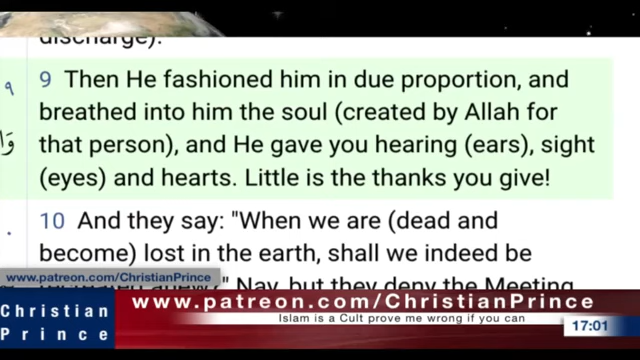 discharge).
9 Then He fashioned him in due proportion, and
breathed into him the soul (created by Allah for
that person), and He gave you hearing (ears), sight
(eyes) and hearts. Little is the thanks you give!
٩
10 And they say: "When we are (dead and
become) lost in the earth, shall we indeed be
Nay, but they deny the Meeting
www.patreon.com/ChristianPrince
www.patreon.com/ChristianPrince
Christian
Prince
Islam is a Cult prove me wrong if you can
17:01